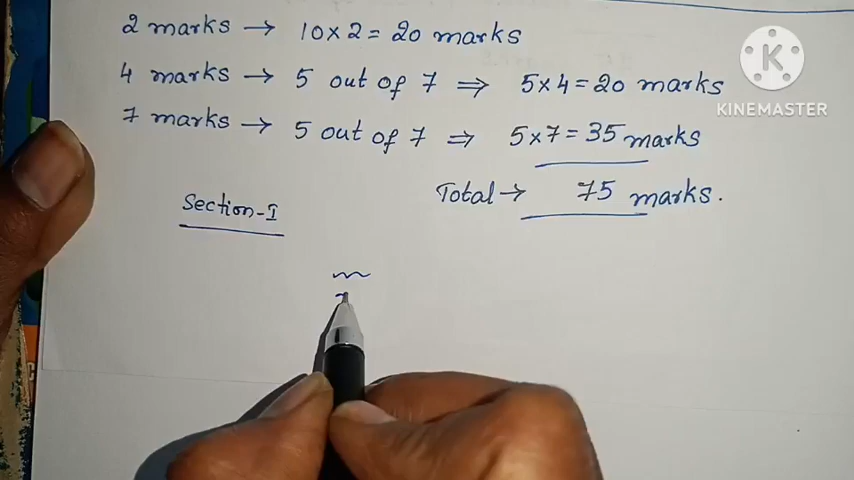 2 marks → 10 x 2 = 20 marks
4 marks → 5 out of 7 ⇒ 5 x 4 = 20 marks
7 marks → 5 out of 7 ⇒ 5 x 7 = 35 marks
Total → 75 marks.
Section-I
KINEMASTER